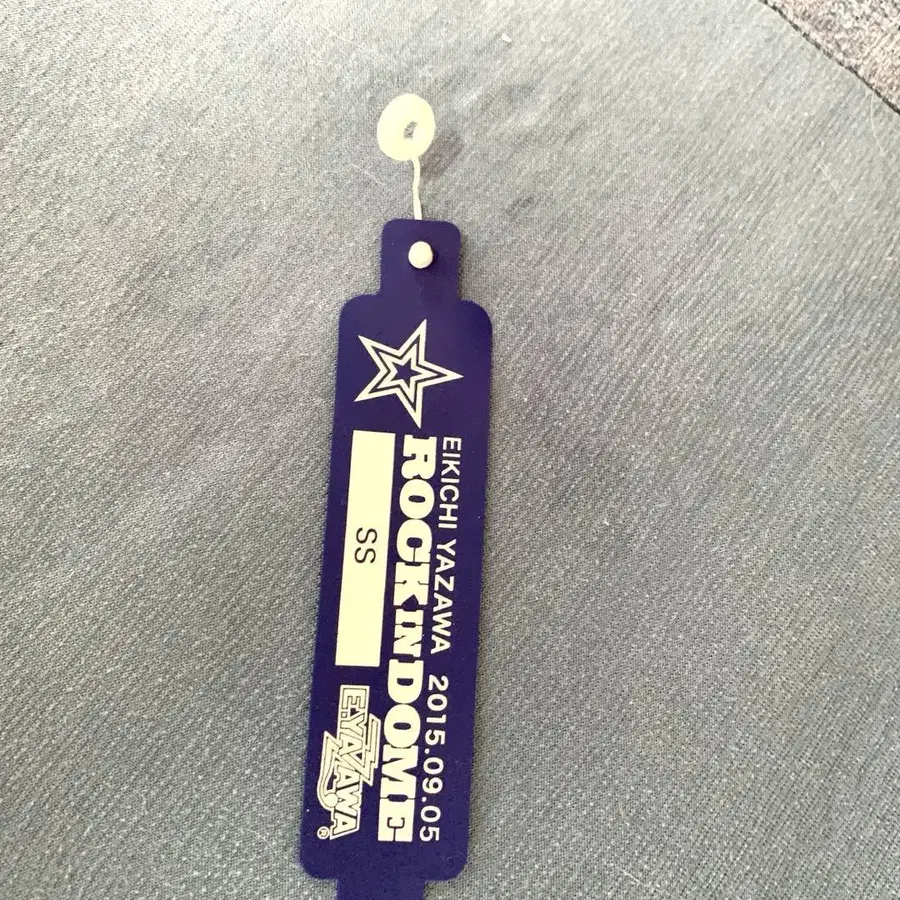 EIKICHI YAZAWA 2015.09.05
ROCK IN DOME
SS
E.YAZAWA®